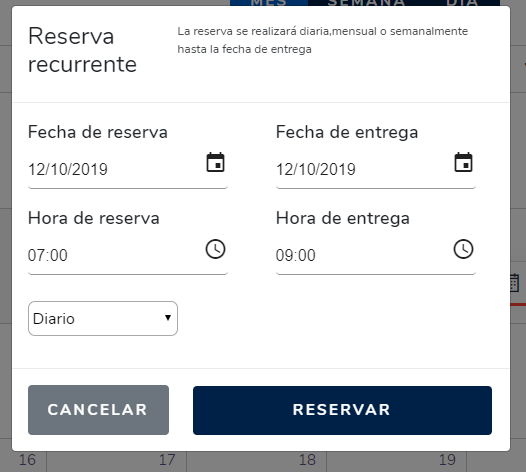 MES SEMANA DÍA
Reserva
recurrente
La reserva se realizará diaria,mensual o semanalmente
hasta la fecha de entrega
Fecha de reserva
Fecha de entrega
12/10/2019
12/10/2019
Hora de reserva
Hora de entrega
07:00
09:00
Diario
CANCELAR
RESERVAR
16 17 18 19